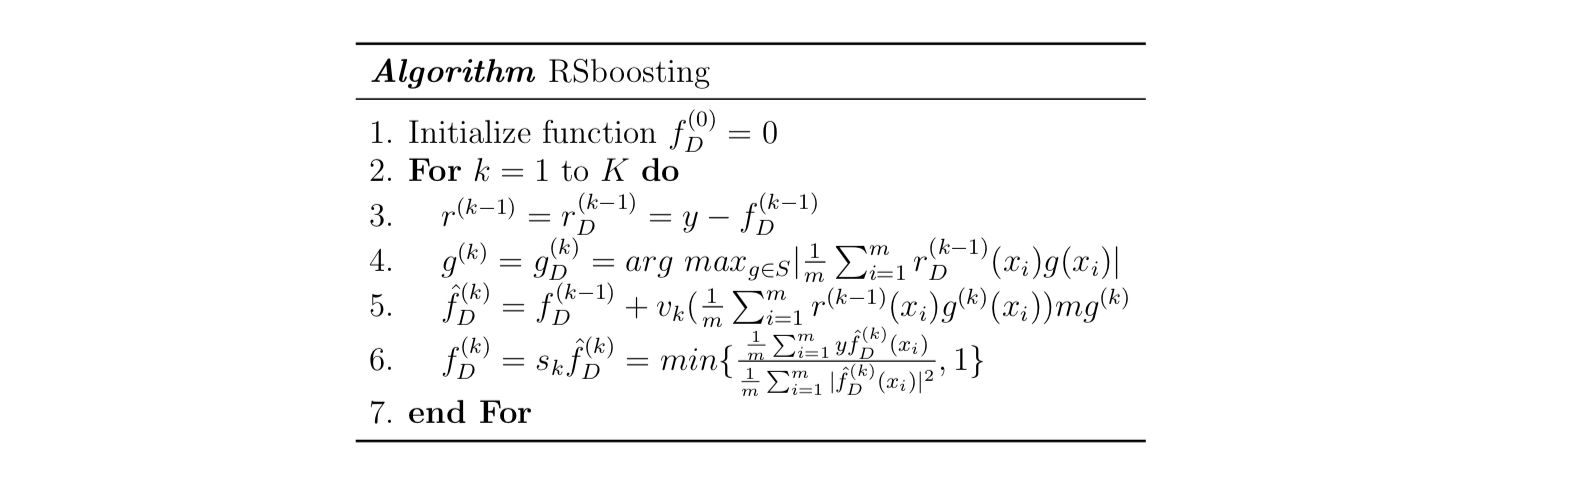 Algorithm RSboosting
1. Initialize function $f_D^{(0)} = 0$
2. For $k = 1$ to $K$ do
3. $r^{(k-1)} = r_D^{(k-1)} = y - f_D^{(k-1)}$
4. $g^{(k)} = g_D^{(k)} = arg\ max_{g \in S} |\frac{1}{m} \sum_{i=1}^{m} r_D^{(k-1)}(x_i) g(x_i)|$
5. $\hat{f}_D^{(k)} = f_D^{(k-1)} + v_k (\frac{1}{m} \sum_{i=1}^{m} r^{(k-1)}(x_i) g^{(k)}(x_i)) m g^{(k)}$
6. $f_D^{(k)} = s_k \hat{f}_D^{(k)} = min\{\frac{\frac{1}{m} \sum_{i=1}^{m} y \hat{f}_D^{(k)}(x_i)}{\frac{1}{m} \sum_{i=1}^{m} |\hat{f}_D^{(k)}(x_i)|^2}, 1\}$
7. end For